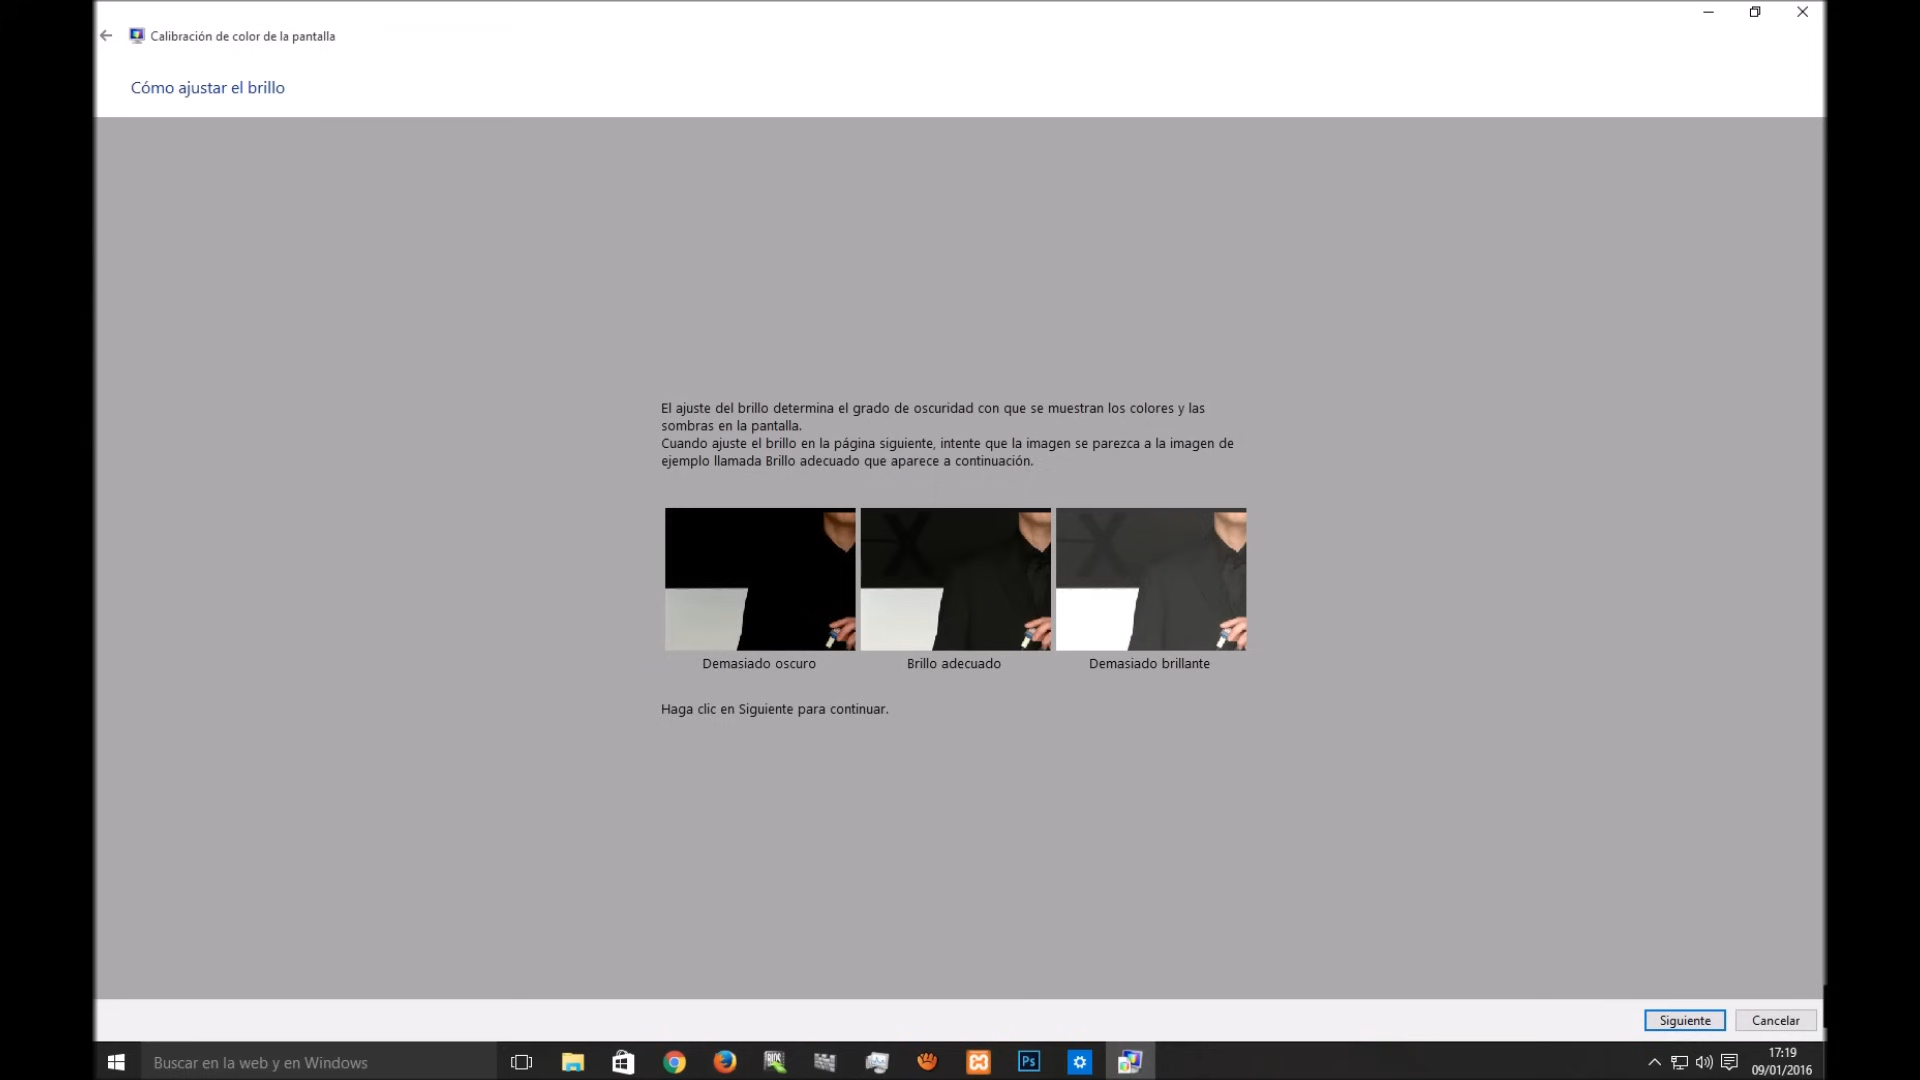 Calibración de color de la pantalla
Cómo ajustar el brillo
El ajuste del brillo determina el grado de oscuridad con que se muestran los colores y las
sombras en la pantalla.
Cuando ajuste el brillo en la página siguiente, intente que la imagen se parezca a la imagen de
ejemplo llamada Brillo adecuado que aparece a continuación.
X
X
Demasiado oscuro
Brillo adecuado
Demasiado brillante
Haga clic en Siguiente para continuar.
Siguiente
Cancelar
Buscar en la web y en Windows
BIDS
Ps
17:19
09/01/2016